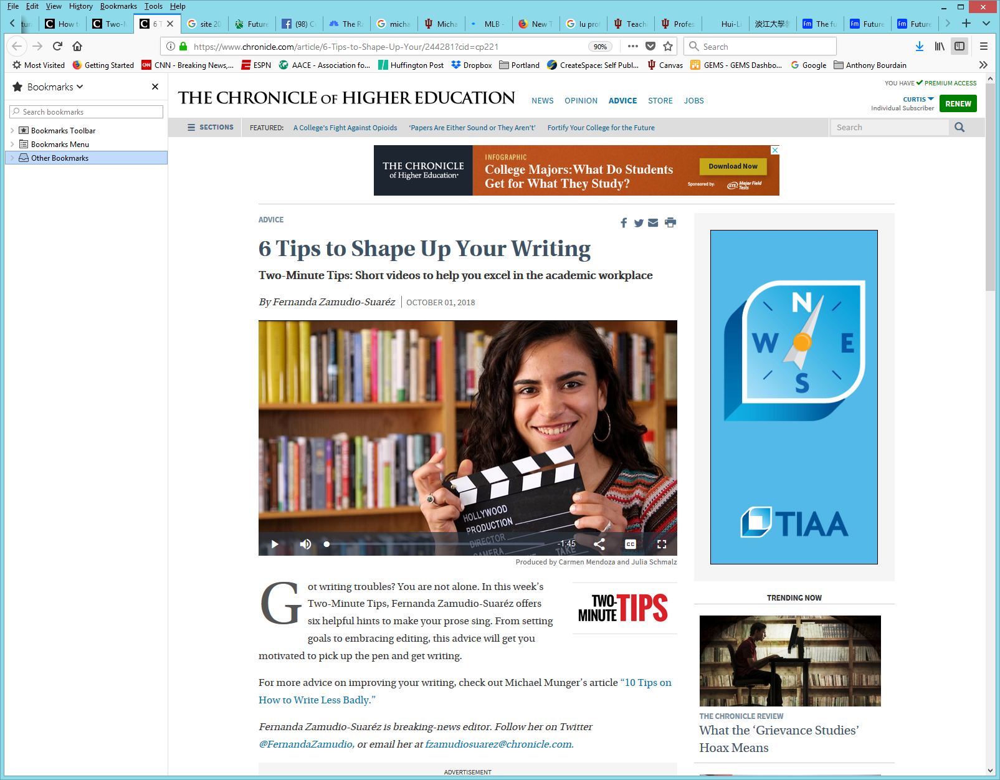 File Edit View History Bookmarks Tools Help
How t
Two-M
6 T
site 20
Future
(98) C
The Ra
micha
Micha
MLB -
New T
lu prof
Teach
Profes
Hui-Li
The fu
Future
Future
https://www.chronicle.com/article/6-Tips-to-Shape-Up-Your/244281?cid=cp221
90%
Search
Most Visited Getting Started CNN - Breaking News,... ESPN AACE - Association fo... Huffington Post Dropbox Portland CreateSpace: Self Publ... Canvas GEMS - GEMS Dashbo... Google Anthony Bourdain
Bookmarks
Search bookmarks
Bookmarks Toolbar
Bookmarks Menu
Other Bookmarks
YOU HAVE PREMIUM ACCESS
THE CHRONICLE OF HIGHER EDUCATION
NEWS OPINION ADVICE STORE JOBS
CURTIS
Individual Subscriber
RENEW
SECTIONS
FEATURED: A College's Fight Against Opioids ‘Papers Are Either Sound or They Aren’t’ Fortify Your College for the Future
Search
THE CHRONICLE
of Higher Education
INFOGRAPHIC
College Majors:What Do Students
Get for What They Study?
Download Now
Sponsored by:
ETS Major Field
Tests
ADVICE
6 Tips to Shape Up Your Writing
Two-Minute Tips: Short videos to help you excel in the academic workplace
By Fernanda Zamudio-Suaréz
OCTOBER 01, 2018
HOLLYWOOD
PRODUCTION
DIRECTOR
CAMERA
TAKE
-1:45
CC
Produced by Carmen Mendoza and Julia Schmalz
Got writing troubles? You are not alone. In this week’s
Two-Minute Tips, Fernanda Zamudio-Suaréz offers
six helpful hints to make your prose sing. From setting
goals to embracing editing, this advice will get you
motivated to pick up the pen and get writing.
TWO-
MINUTE TIPS
For more advice on improving your writing, check out Michael Munger’s article “10 Tips on
How to Write Less Badly.”
Fernanda Zamudio-Suaréz is breaking-news editor. Follow her on Twitter
@FernandaZamudio, or email her at fzamudiosuarez@chronicle.com.
ADVERTISEMENT
N
W
E
S
TIAA
TRENDING NOW
THE CHRONICLE REVIEW
What the ‘Grievance Studies’
Hoax Means